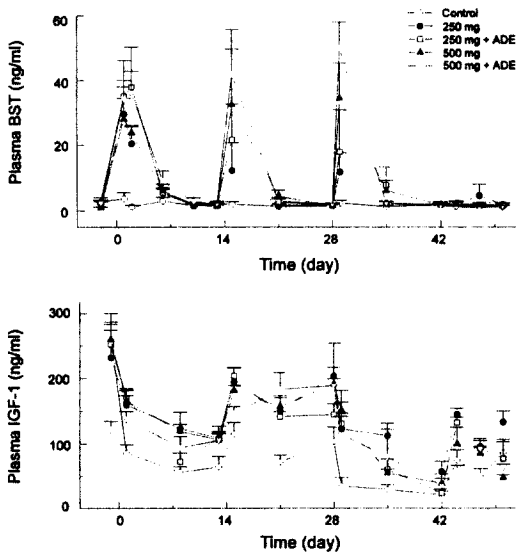 Control
250 mg
250 mg + ADE
500 mg
500 mg + ADE
Plasma BST (ng/ml)
60
40
20
0
0 14 28 42
Time (day)
Plasma IGF-1 (ng/ml)
300
200
100
0
0 14 28 42
Time (day)